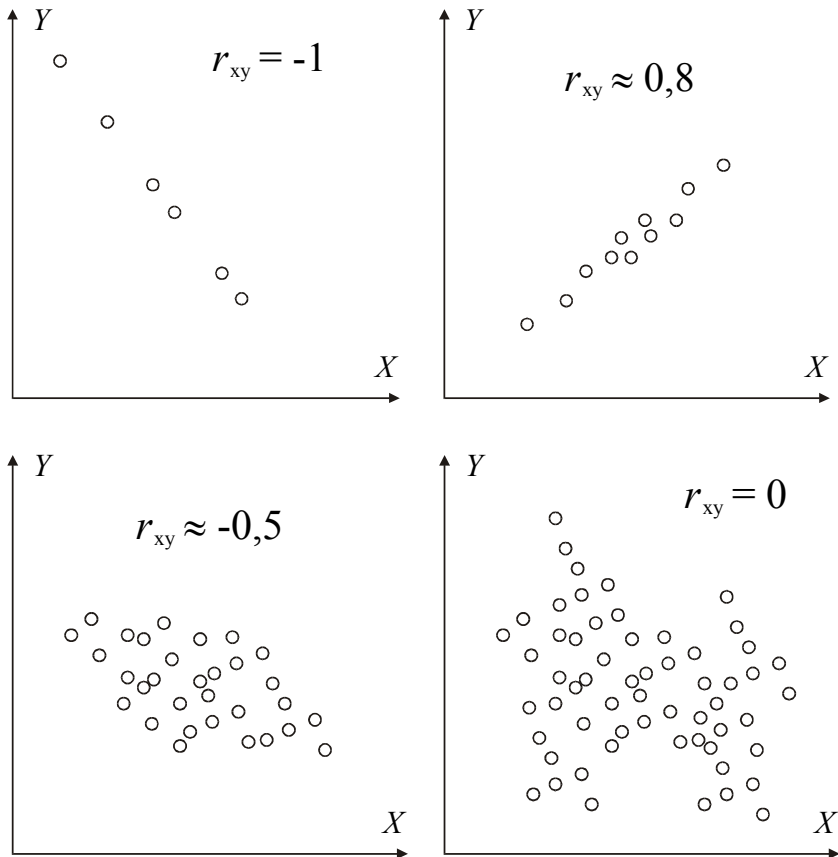 Y
r_xy = -1
X
Y
r_xy ≈ 0,8
X
Y
r_xy ≈ -0,5
X
r_xy = 0
Y
X